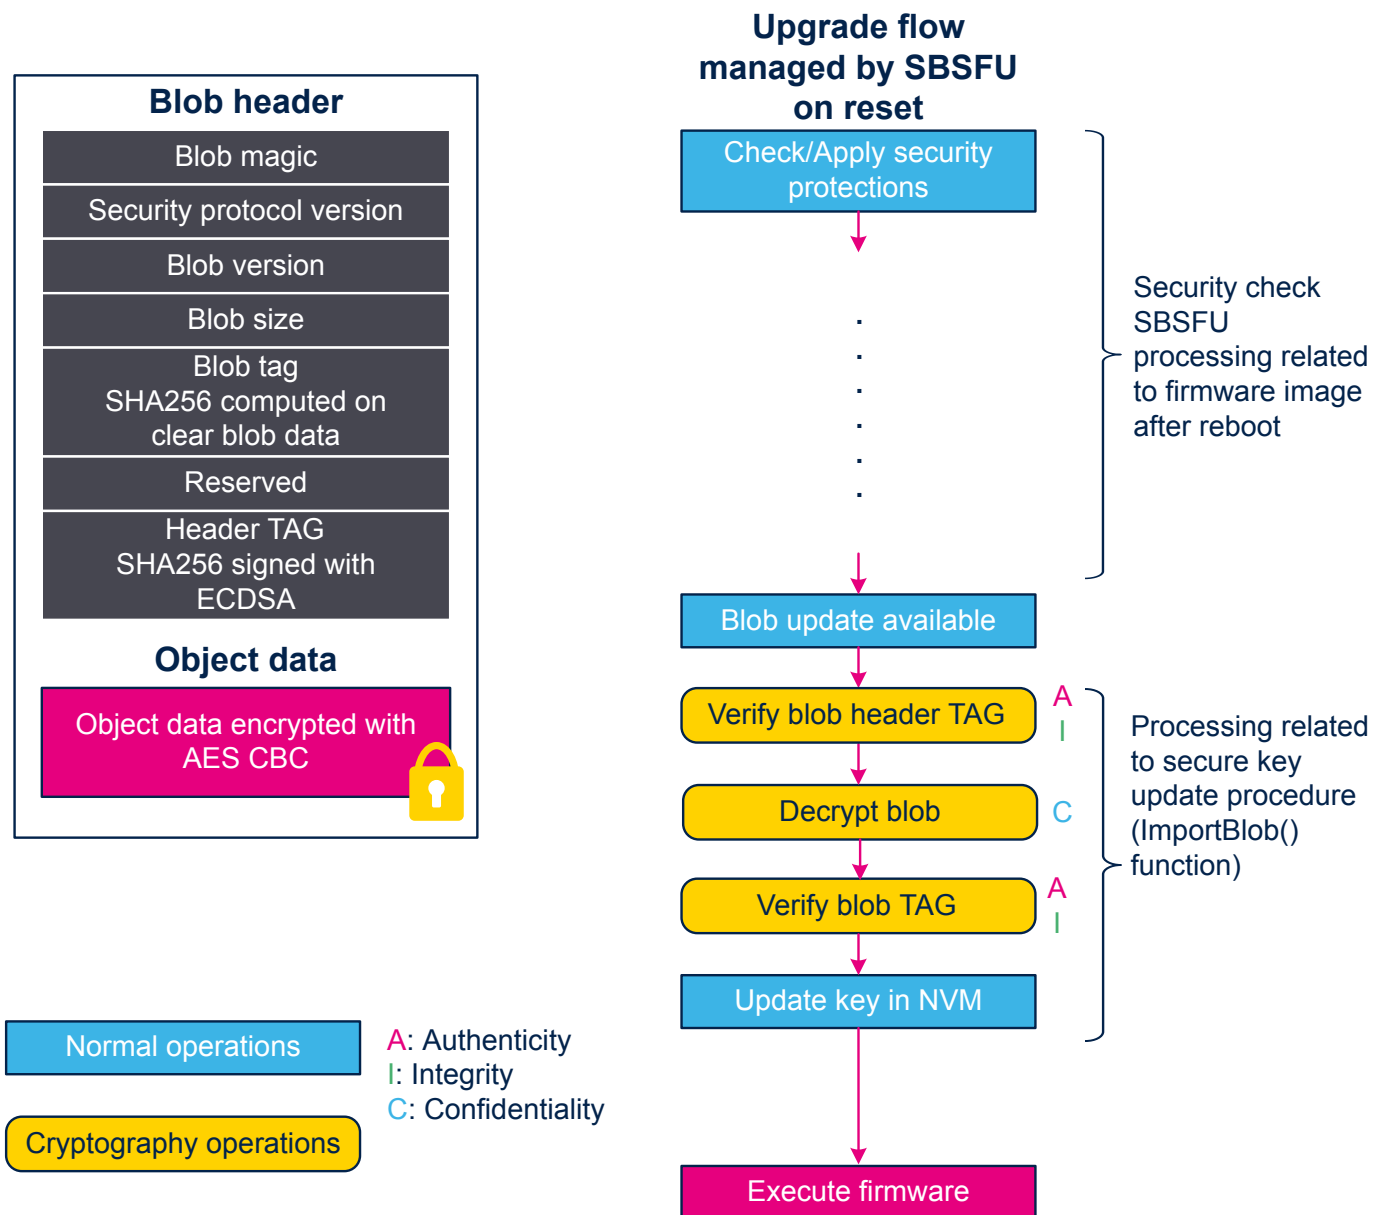 Blob header
Blob magic
Security protocol version
Blob version
Blob size
Blob tag
SHA256 computed on
clear blob data
Reserved
Header TAG
SHA256 signed with
ECDSA
Object data
Object data encrypted with
AES CBC
Normal operations
Cryptography operations
A: Authenticity
I: Integrity
C: Confidentiality
Upgrade flow
managed by SBSFU
on reset
Check/Apply security
protections
.
.
.
.
.
.
Security check
SBSFU
processing related
to firmware image
after reboot
Blob update available
Verify blob header TAG
A
I
Decrypt blob
C
Verify blob TAG
A
I
Update key in NVM
Processing related
to secure key
update procedure
(ImportBlob()
function)
Execute firmware